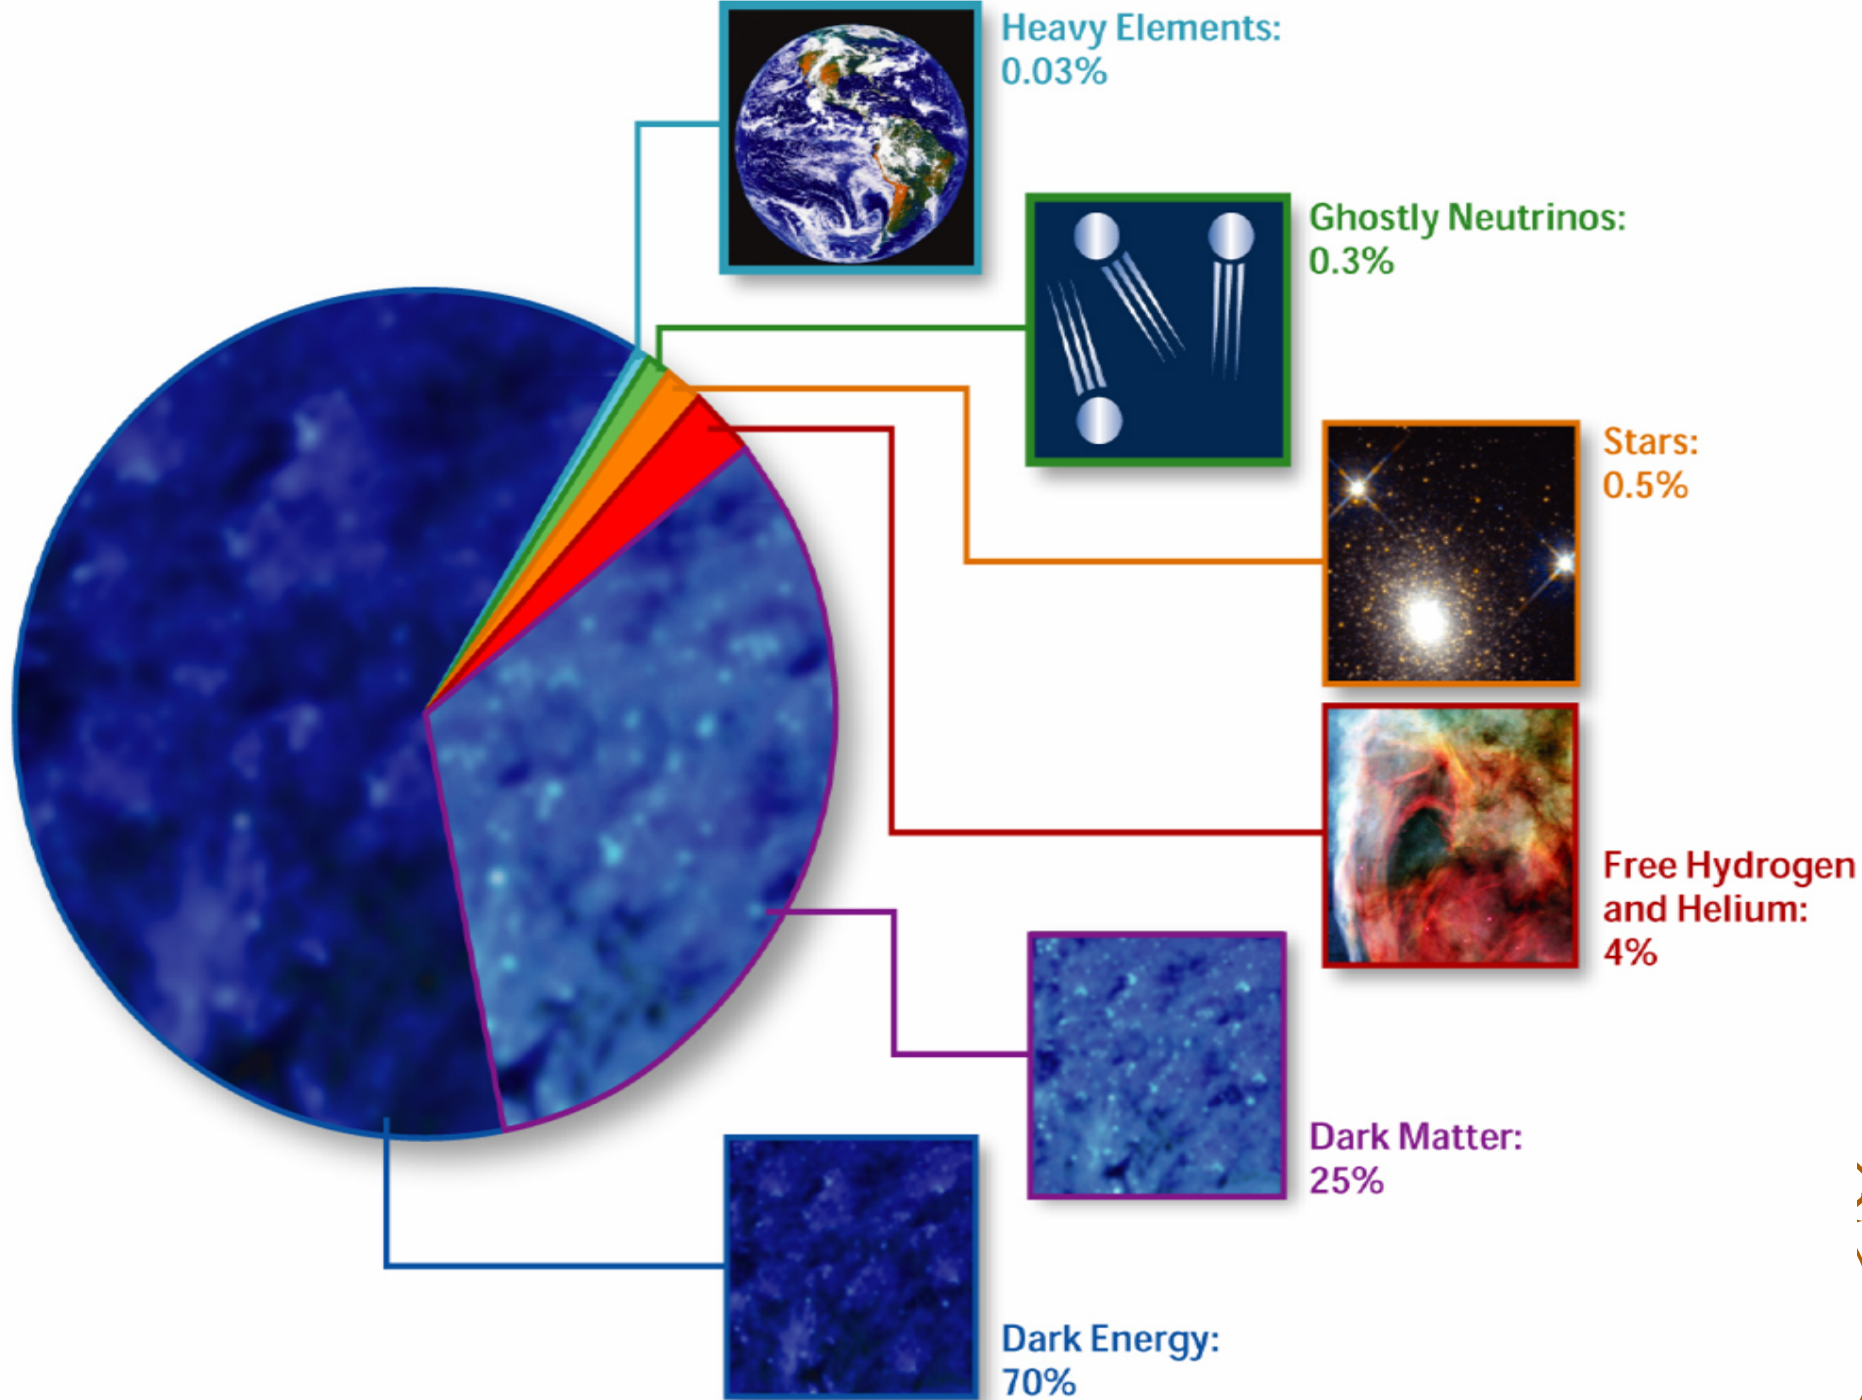 Heavy Elements:
0.03%
Ghostly Neutrinos:
0.3%
Stars:
0.5%
Free Hydrogen
and Helium:
4%
Dark Matter:
25%
Dark Energy:
70%